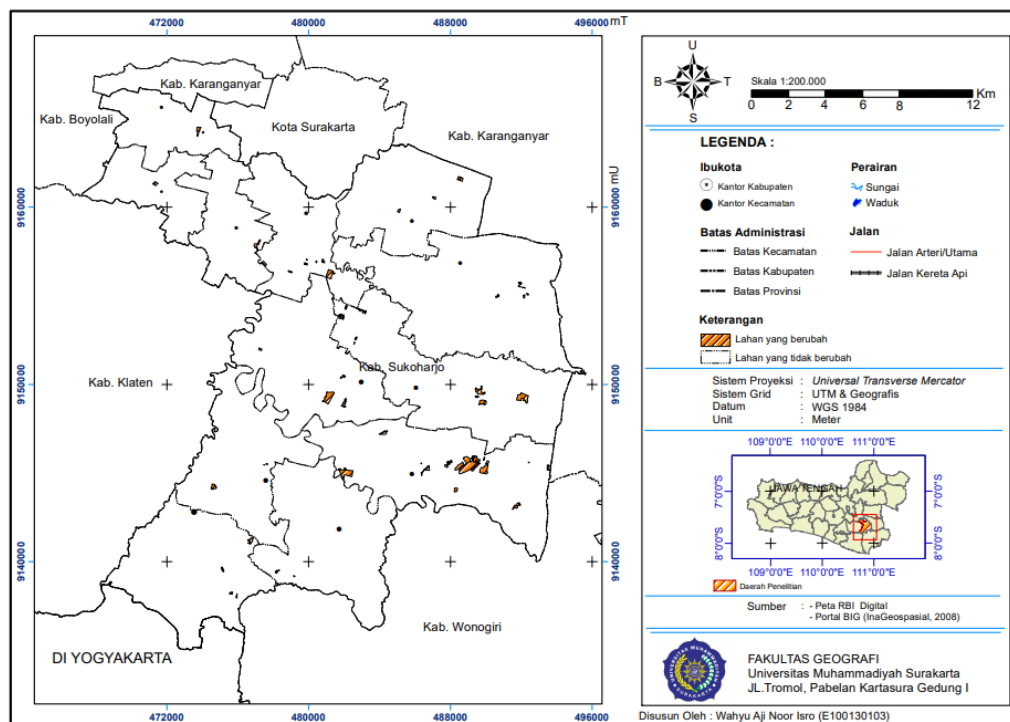 472000
480000
488000
496000 mT
Kab. Karanganyar
Kab. Boyolali
Kota Surakarta
Kab. Karanganyar
9160000
9160000 mU
Kab. Klaten
Kab. Sukoharjo
9150000
9150000
9140000
9140000
Kab. Wonogiri
DI YOGYAKARTA
472000
480000
488000
496000
U
B
T
S
Skala 1:200.000
Km
0 2 4 6 8 12
LEGENDA :
Ibukota
Kantor Kabupaten
Kantor Kecamatan
Perairan
Sungai
Waduk
Batas Administrasi
Batas Kecamatan
Batas Kabupaten
Batas Provinsi
Jalan
Jalan Arteri/Utama
Jalan Kereta Api
Keterangan
Lahan yang berubah
Lahan yang tidak berubah
Sistem Proyeksi : Universal Transverse Mercator
Sistem Grid : UTM & Geografis
Datum : WGS 1984
Unit : Meter
109°0'0"E 110°0'0"E 111°0'0"E
7°0'0"S
7°0'0"S
JAWA TENGAH
8°0'0"S
8°0'0"S
109°0'0"E 110°0'0"E 111°0'0"E
Daerah Penelitian
Sumber : - Peta RBI Digital
- Portal BIG (InaGeospasial, 2008)
FAKULTAS GEOGRAFI
Universitas Muhammadiyah Surakarta
JL.Tromol, Pabelan Kartasura Gedung I
Disusun Oleh : Wahyu Aji Noor Isro (E100130103)